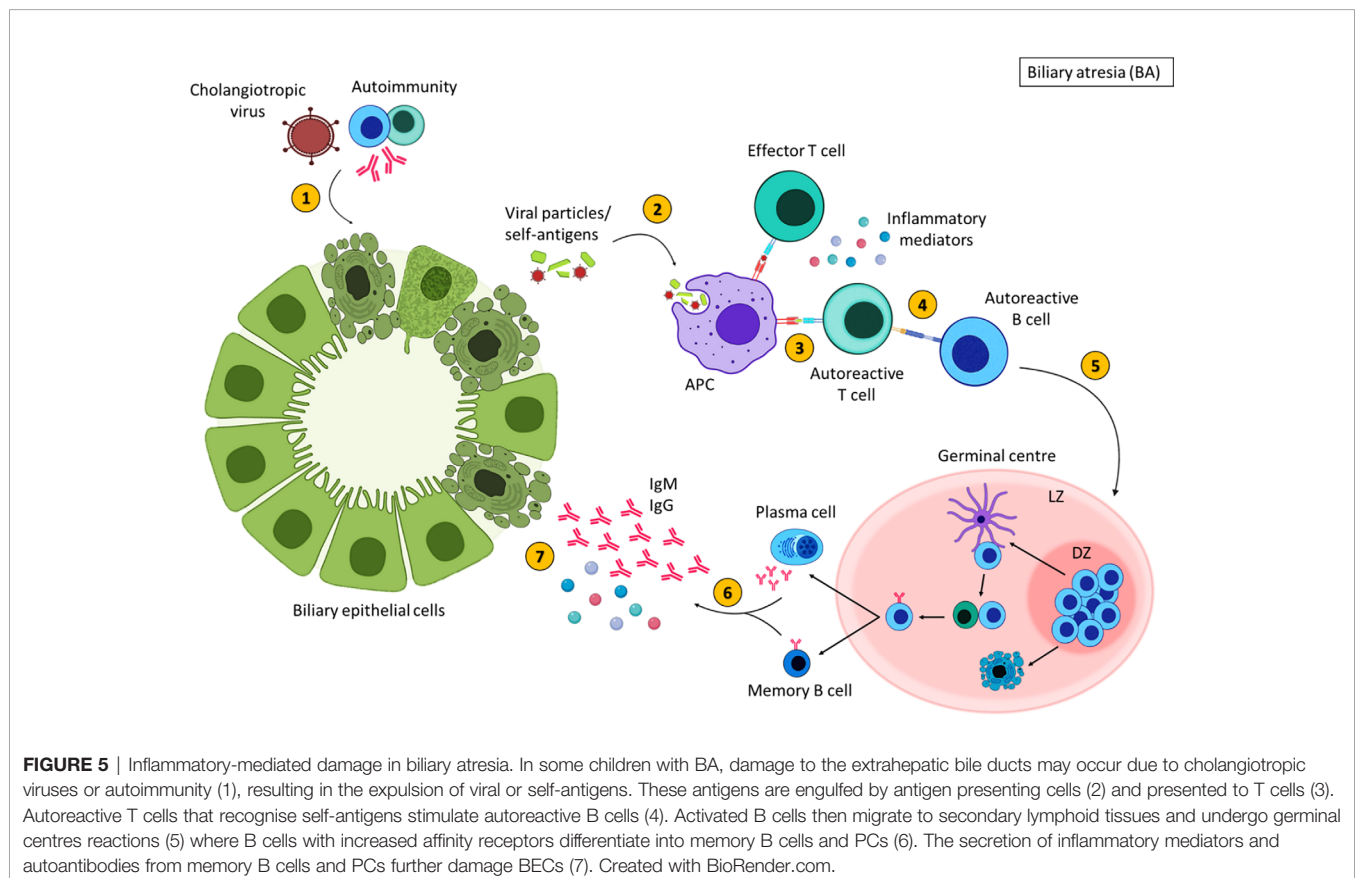 Biliary atresia (BA)
Cholangiotropic
virus
Autoimmunity
1
Viral particles/
self-antigens
2
Effector T cell
Inflammatory
mediators
3
APC
Autoreactive
T cell
4
Autoreactive
B cell
5
Germinal centre
LZ
DZ
Plasma cell
Memory B cell
6
IgM
IgG
7
Biliary epithelial cells
FIGURE 5 | Inflammatory-mediated damage in biliary atresia. In some children with BA, damage to the extrahepatic bile ducts may occur due to cholangiotropic
viruses or autoimmunity (1), resulting in the expulsion of viral or self-antigens. These antigens are engulfed by antigen presenting cells (2) and presented to T cells (3).
Autoreactive T cells that recognise self-antigens stimulate autoreactive B cells (4). Activated B cells then migrate to secondary lymphoid tissues and undergo germinal
centres reactions (5) where B cells with increased affinity receptors differentiate into memory B cells and PCs (6). The secretion of inflammatory mediators and
autoantibodies from memory B cells and PCs further damage BECs (7). Created with BioRender.com.